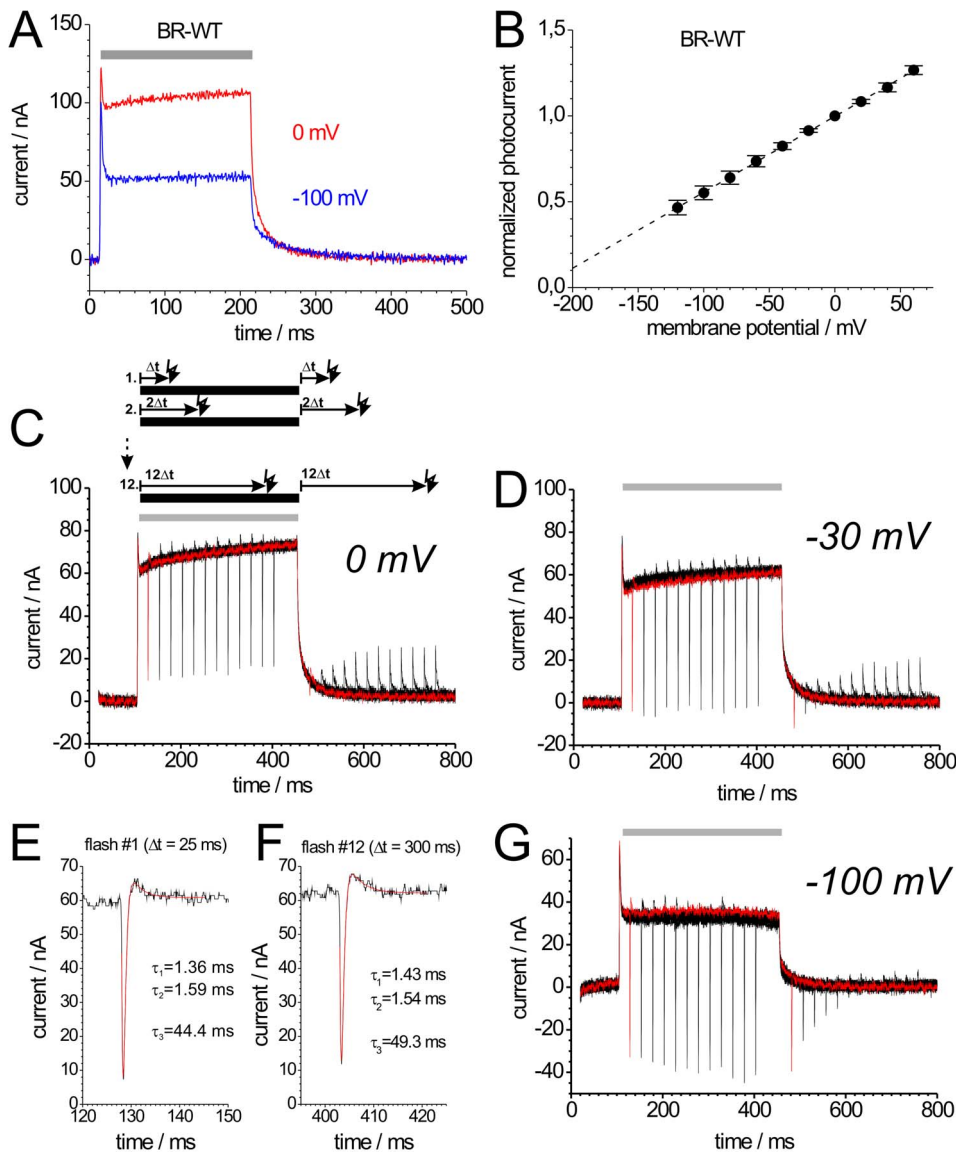 A
BR-WT
150
100
50
0
current / nA
0 mV
-100 mV
0 100 200 300 400 500
time / ms
B
BR-WT
1,5
1,0
0,5
0,0
normalized photocurrent
-200 -150 -100 -50 0 50
membrane potential / mV
C
1. Δt Δt
2. 2Δt 2Δt
12. 12Δt 12Δt
100
80
60
40
20
0
-20
current / nA
0 mV
0 200 400 600 800
time / ms
D
100
80
60
40
20
0
-20
current / nA
-30 mV
0 200 400 600 800
time / ms
E
flash #1 (Δt = 25 ms)
70
60
50
40
30
20
10
0
current / nA
τ1=1.36 ms
τ2=1.59 ms
τ3=44.4 ms
120 130 140 150
time / ms
F
flash #12 (Δt = 300 ms)
70
60
50
40
30
20
10
0
current / nA
τ1=1.43 ms
τ2=1.54 ms
τ3=49.3 ms
400 410 420
time / ms
G
60
40
20
0
-20
-40
current / nA
-100 mV
0 200 400 600 800
time / ms